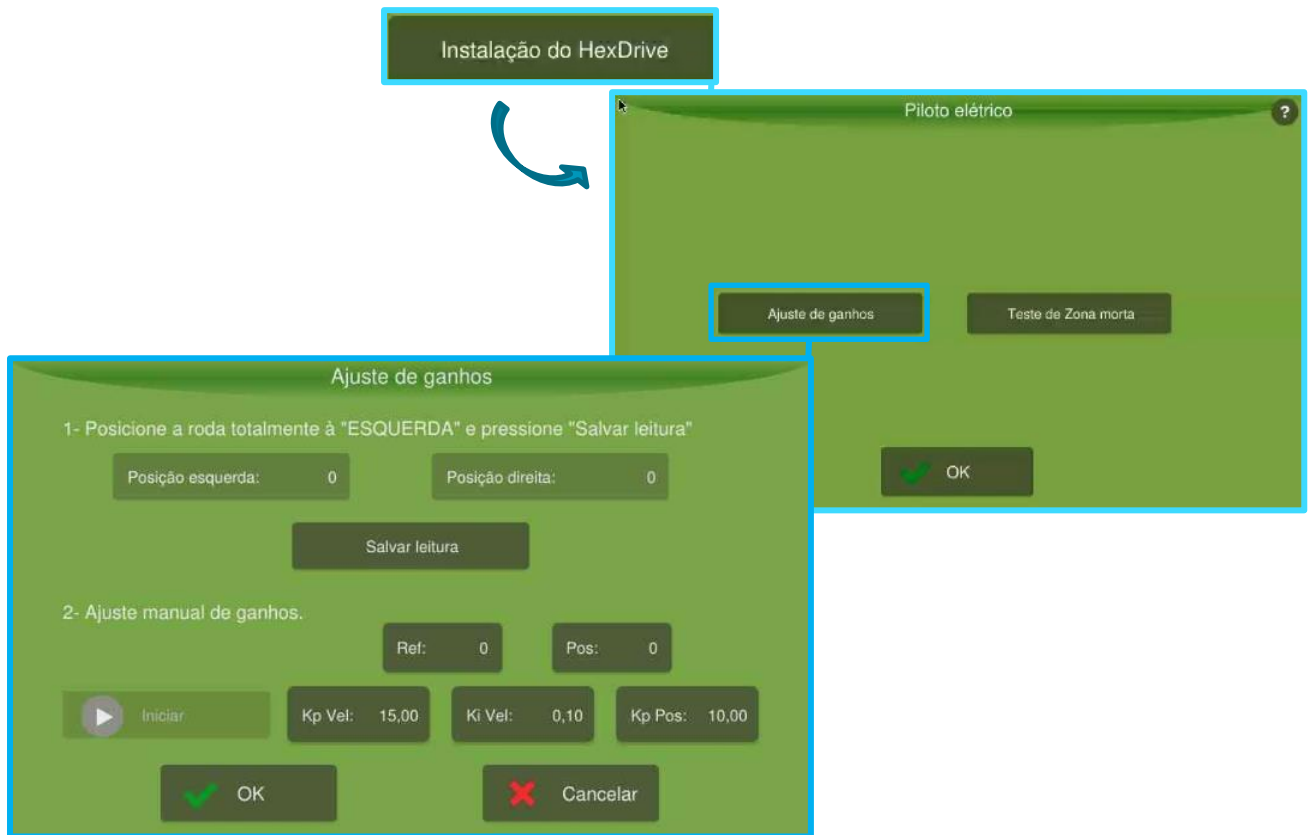 Instalação do HexDrive
Piloto elétrico
?
Ajuste de ganhos
Teste de Zona morta
OK
Ajuste de ganhos
1- Posicione a roda totalmente à "ESQUERDA" e pressione "Salvar leitura"
Posição esquerda: 0
Posição direita: 0
Salvar leitura
2- Ajuste manual de ganhos.
Ref: 0
Pos: 0
Iniciar
Kp Vel: 15,00
Ki Vel: 0,10
Kp Pos: 10,00
OK
Cancelar